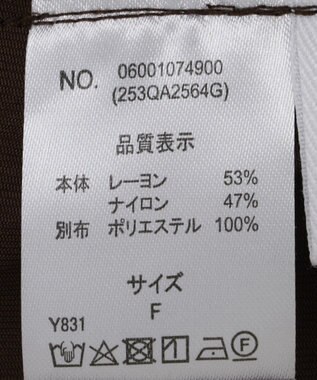 NO. 06001074900
(253QA2564G)
品質表示
本体 レーヨン 53%
ナイロン 47%
別布 ポリエステル 100%
サイズ
F
Y831